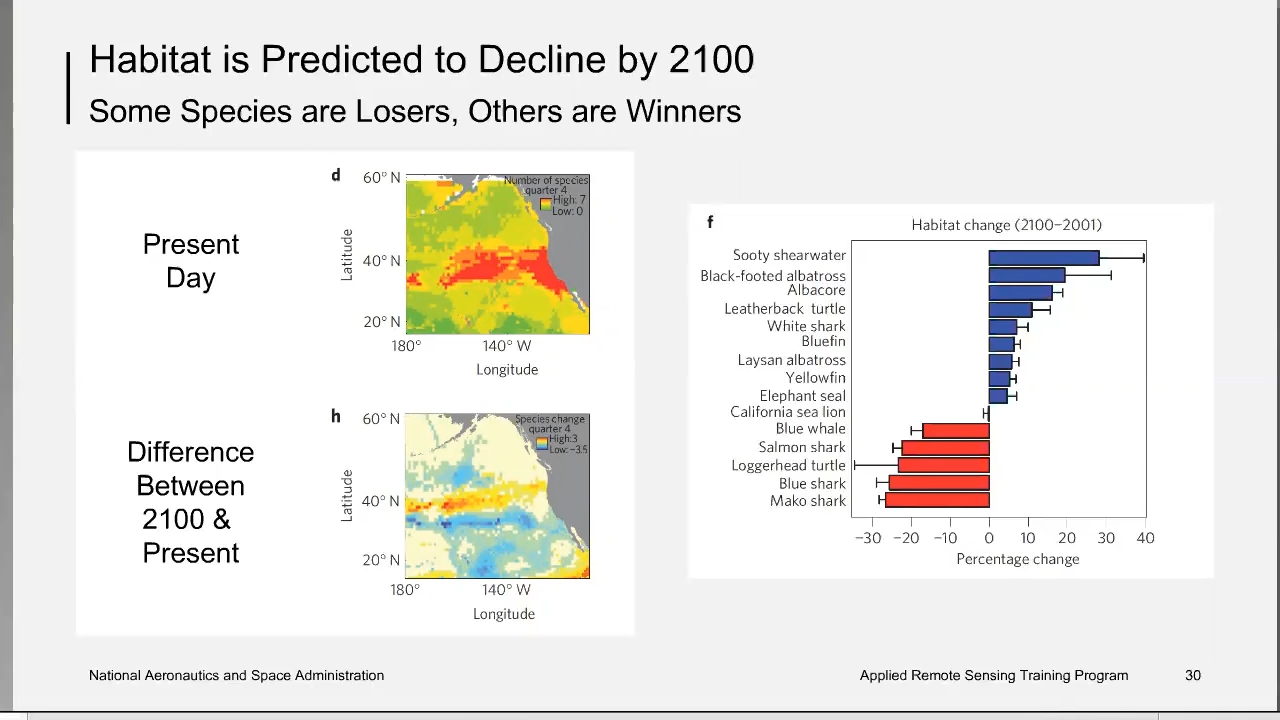 Habitat is Predicted to Decline by 2100
Some Species are Losers, Others are Winners
Present
Day
d
60° N
40° N
20° N
Latitude
Number of species
quarter 4
High: 7
Low: 0
180°
140° W
Longitude
Difference
Between
2100 &
Present
h
60° N
40° N
20° N
Latitude
Species change
quarter 4
High:3
Low: −3.5
180°
140° W
Longitude
f
Habitat change (2100–2001)
Sooty shearwater
Black-footed albatross
Albacore
Leatherback turtle
White shark
Bluefin
Laysan albatross
Yellowfin
Elephant seal
California sea lion
Blue whale
Salmon shark
Loggerhead turtle
Blue shark
Mako shark
−30 −20 −10 0 10 20 30 40
Percentage change
National Aeronautics and Space Administration
Applied Remote Sensing Training Program
30